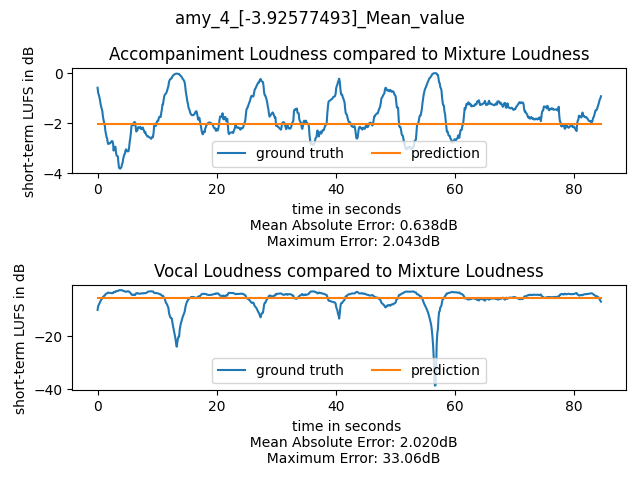 amy_4_[-3.92577493]_Mean_value
Accompaniment Loudness compared to Mixture Loudness
short-term LUFS in dB
0
−2
−4
ground truth
prediction
0
20
40
60
80
time in seconds
Mean Absolute Error: 0.638dB
Maximum Error: 2.043dB
Vocal Loudness compared to Mixture Loudness
short-term LUFS in dB
−20
−40
ground truth
prediction
0
20
40
60
80
time in seconds
Mean Absolute Error: 2.020dB
Maximum Error: 33.06dB